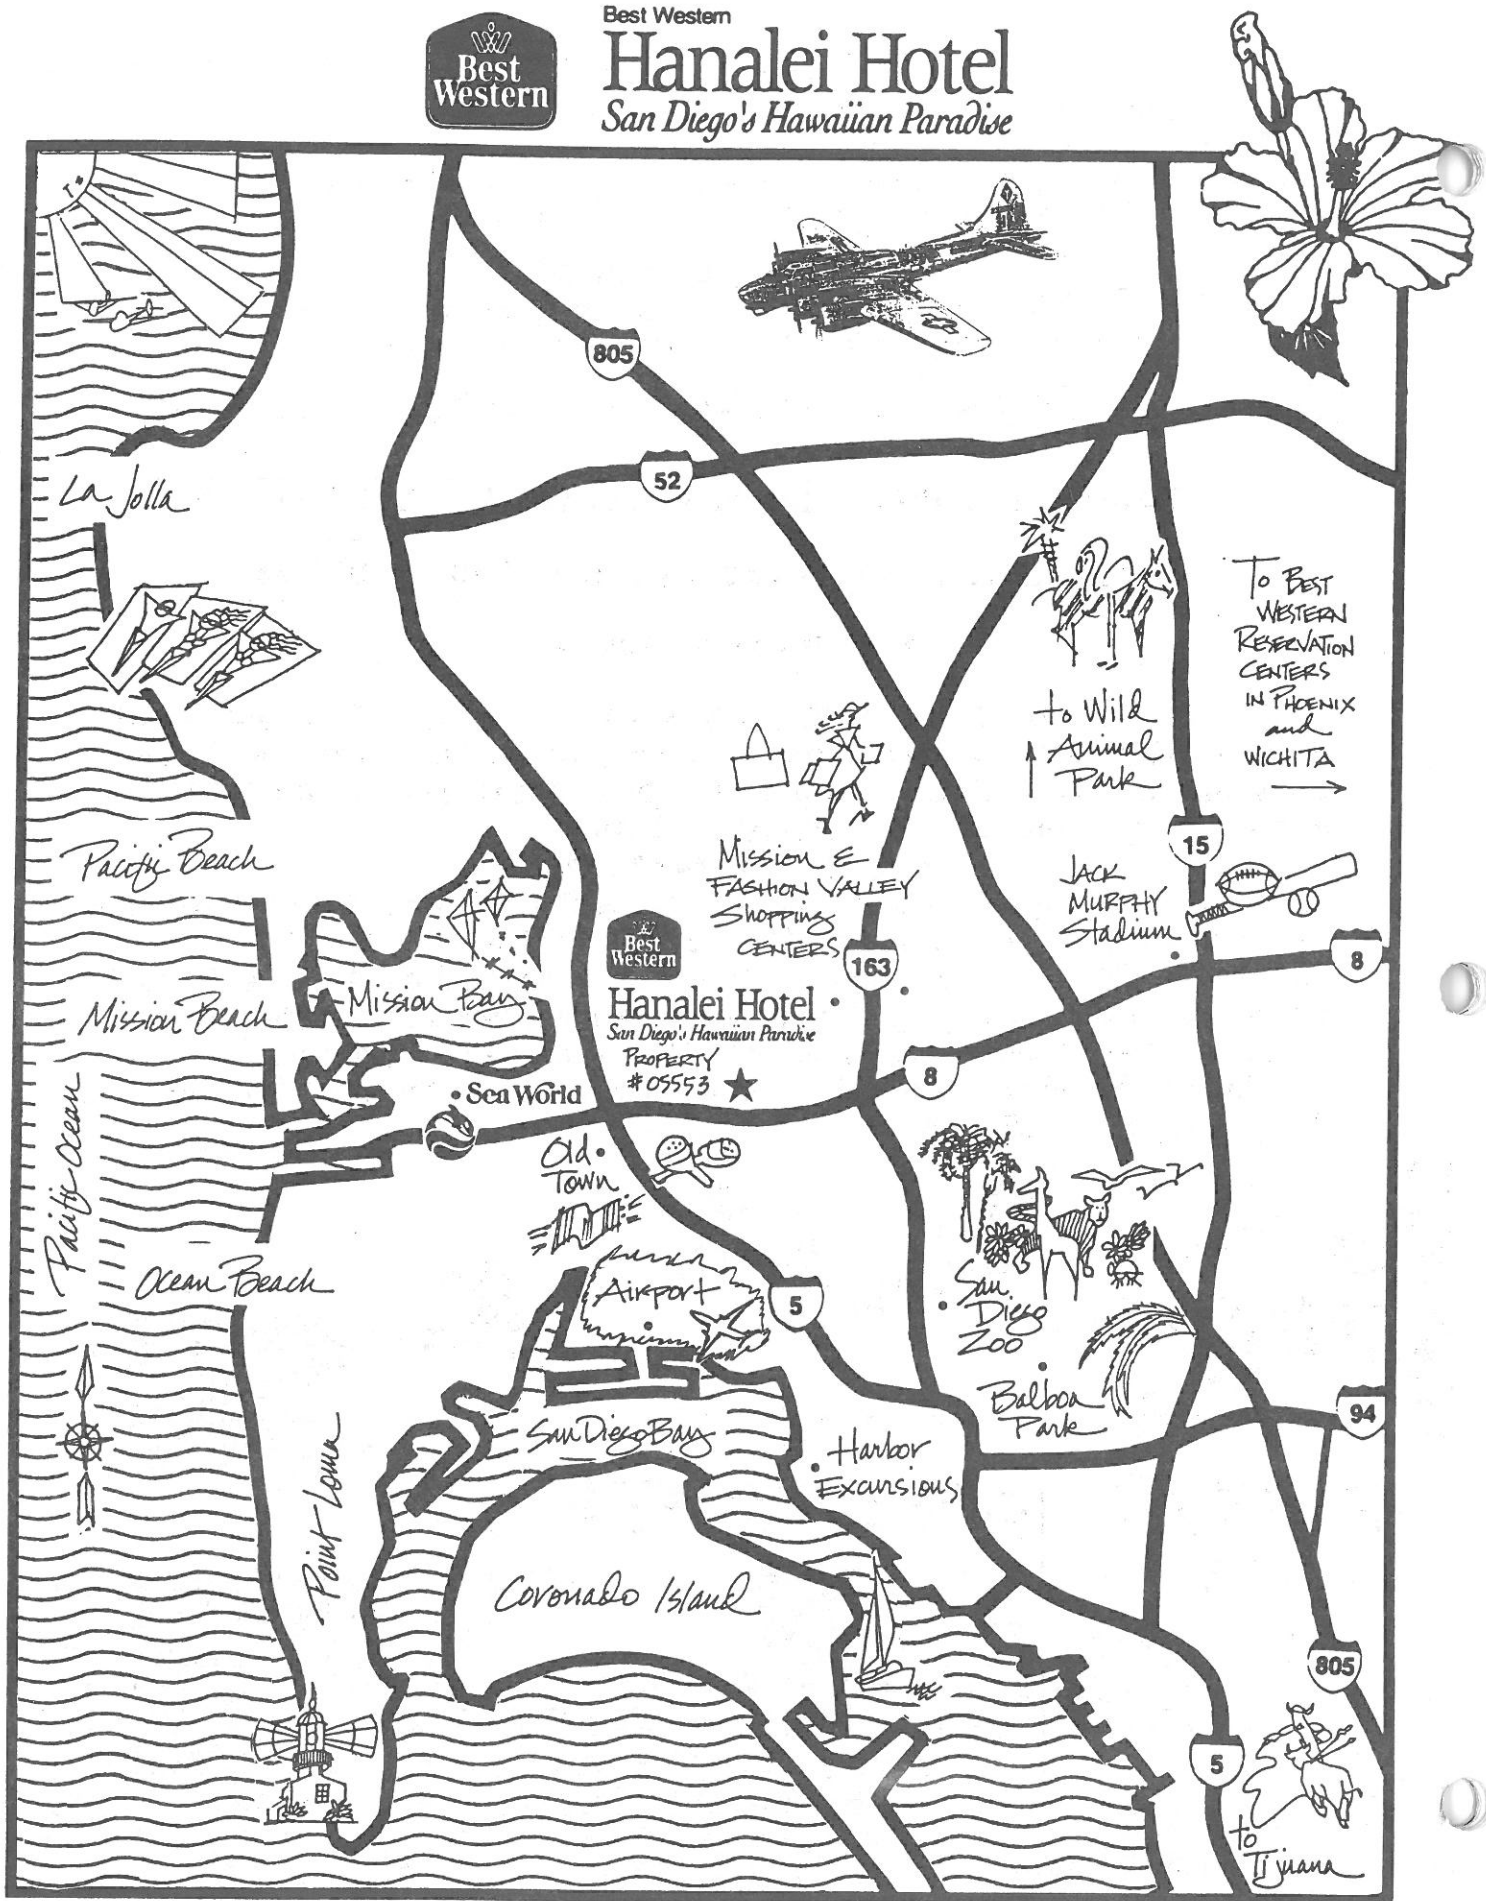 Best Western
Best
Western
Hanalei Hotel
San Diego's Hawaiian Paradise
805
52
La Jolla
To BEST
WESTERN
RESERVATION
CENTERS
IN PHOENIX
and
WICHITA
to Wild
Animal
Park
15
Pacific Beach
Mission &
FASHION VALLEY
Shopping
CENTERS
JACK
MURPHY
Stadium
163
8
Best
Western
Hanalei Hotel
San Diego's Hawaiian Paradise
PROPERTY
#05553
Mission Bay
Mission Beach
Sea World
8
Pacific Ocean
Old
Town
Ocean Beach
Airport
5
San
Diego
Zoo
Balboa
Park
94
San Diego Bay
Harbor
EXCURSIONS
Point Loma
Coronado Island
805
5
to
Tijuana